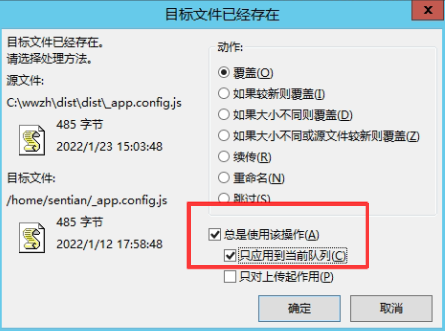 目标文件已经存在
x
目标文件已经存在。
请选择处理方法。
源文件:
C:\wwzh\dist\dist\_app.config.js
485 字节
2022/1/23 15:03:48
目标文件:
/home/sentian/_app.config.js
485 字节
2022/1/12 17:58:48
动作:
覆盖(O)
如果较新则覆盖(I)
如果大小不同则覆盖(D)
如果大小不同或源文件较新则覆盖(Z)
续传(R)
重命名(N)
跳过(S)
总是使用该操作(A)
只应用到当前队列(C)
只对上传起作用(P)
确定
取消